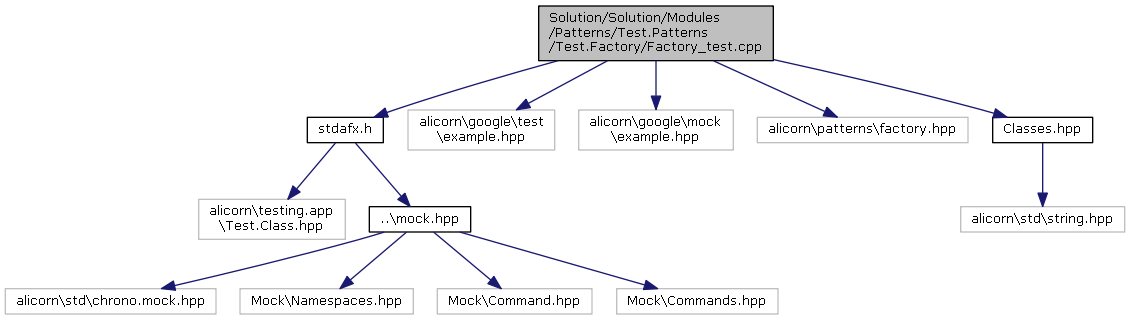 Solution/Solution/Modules
/Patterns/Test.Patterns
/Test.Factory/Factory_test.cpp
stdafx.h
alicorn\google\test
\example.hpp
alicorn\google\mock
\example.hpp
alicorn\patterns\factory.hpp
Classes.hpp
alicorn\testing.app
\Test.Class.hpp
..\mock.hpp
alicorn\std\string.hpp
alicorn\std\chrono.mock.hpp
Mock\Namespaces.hpp
Mock\Command.hpp
Mock\Commands.hpp